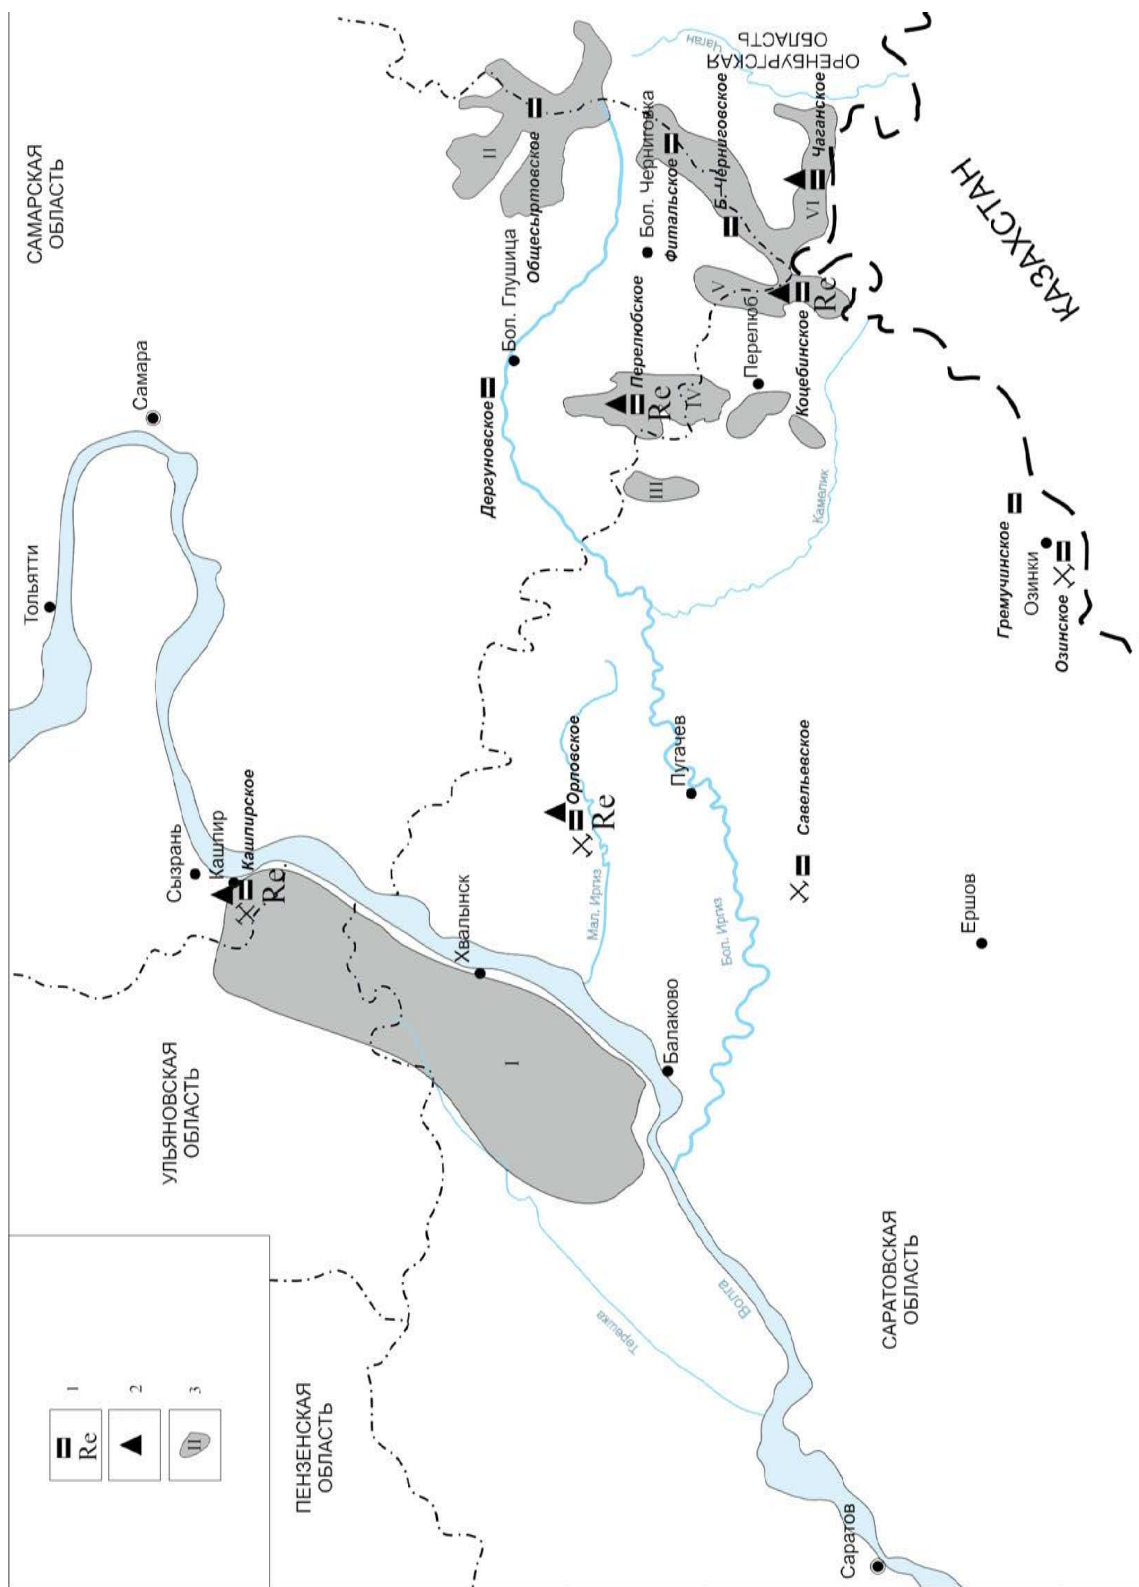 САМАРСКАЯ
ОБЛАСТЬ
ОРЕНБУРГСКАЯ
ОБЛАСТЬ
Чаган
II
Общесыртовское
Бол. Глушица
Бол. Черниговка
Фитальское
Б.-Черниговское
Чаганское
VI
КАЗАХСТАН
Самара
Тольятти
Дергуновское
Перелюбское
Re
IV
V
Перелюб
Коцебинское
Re
III
Камелик
Гремучинское
Озинки
Озинское
Сызрань
Кашпир
Кашпирское
Re
Орловское
Re
Пугачев
Савельевское
Хвалынск
Мал. Иргиз
Бол. Иргиз
Ершов
I
Балаково
УЛЬЯНОВСКАЯ
ОБЛАСТЬ
Волга
Терешка
САРАТОВСКАЯ
ОБЛАСТЬ
ПЕНЗЕНСКАЯ
ОБЛАСТЬ
Саратов
Re
1
2
II
3